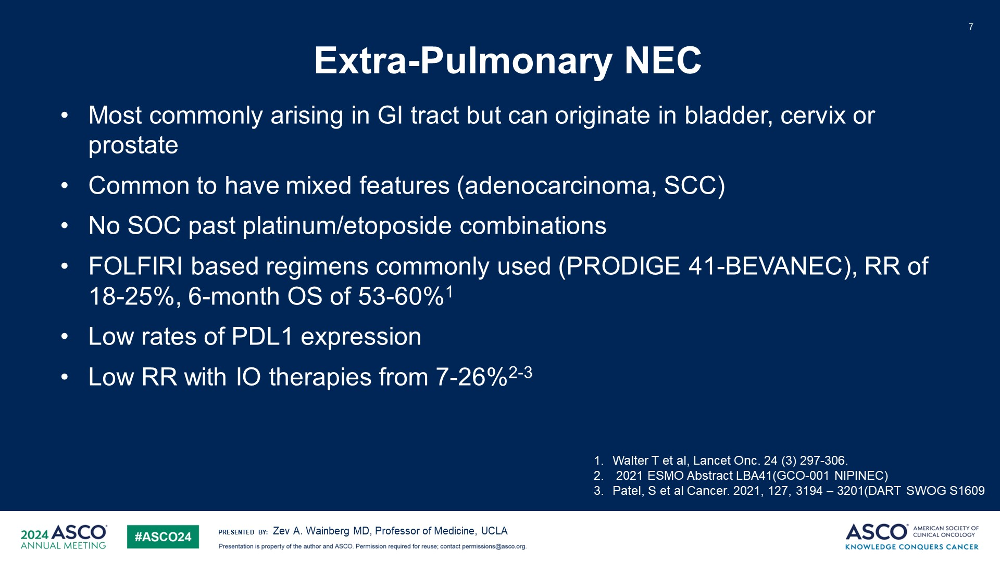 7
Extra-Pulmonary NEC
• Most commonly arising in GI tract but can originate in bladder, cervix or
prostate
• Common to have mixed features (adenocarcinoma, SCC)
• No SOC past platinum/etoposide combinations
• FOLFIRI based regimens commonly used (PRODIGE 41-BEVANEC), RR of
18-25%, 6-month OS of 53-60%1
• Low rates of PDL1 expression
• Low RR with IO therapies from 7-26%2-3
1. Walter T et al, Lancet Onc. 24 (3) 297-306.
2. 2021 ESMO Abstract LBA41(GCO-001 NIPINEC)
3. Patel, S et al Cancer. 2021, 127, 3194 – 3201(DART SWOG S1609
2024 ASCO
ANNUAL MEETING
#ASCO24
PRESENTED BY: Zev A. Wainberg MD, Professor of Medicine, UCLA
Presentation is property of the author and ASCO. Permission required for reuse; contact permissions@asco.org.
ASCO AMERICAN SOCIETY OF
CLINICAL ONCOLOGY
KNOWLEDGE CONQUERS CANCER